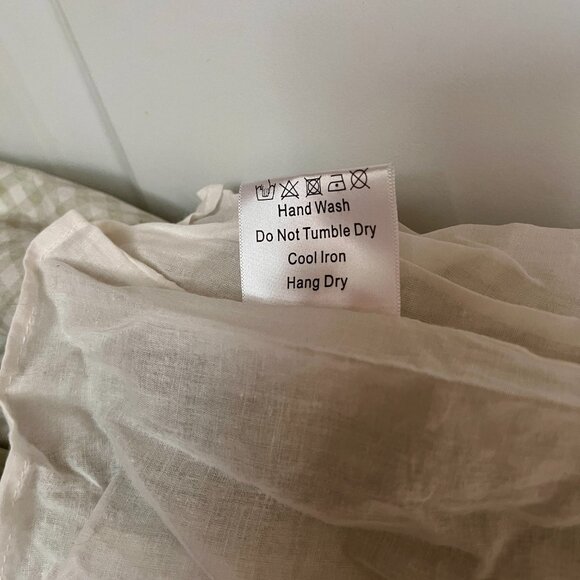 Hand Wash
Do Not Tumble Dry
Cool Iron
Hang Dry